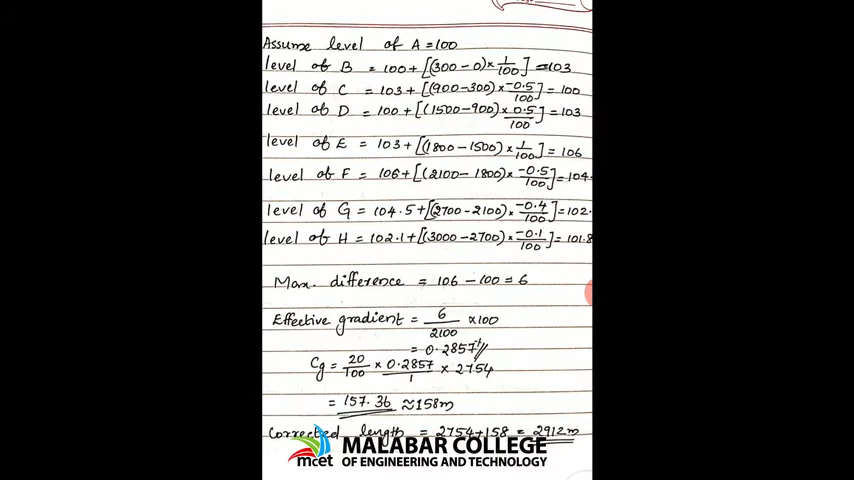 Assume level of A = 100
level of B = 100 + [(300 - 0) × 1/100] = 103
level of C = 103 + [(900 - 300) × -0.5/100] = 100
level of D = 100 + [(1500 - 900) × 0.5/100] = 103
level of E = 103 + [(1800 - 1500) × 1/100] = 106
level of F = 106 + [(2100 - 1800) × -0.5/100] = 104.
level of G = 104.5 + [(2700 - 2100) × -0.4/100] = 102.
level of H = 102.1 + [(3000 - 2700) × -0.1/100] = 101.8
Max. difference = 106 - 100 = 6
Effective gradient = 6/2100 × 100
= 0.2857%
Cg = 20/100 × 0.2857/1 × 2754
= 157.36 ≈ 158m
Corrected length = 2754 + 158 = 2912m
mcet
MALABAR COLLEGE
OF ENGINEERING AND TECHNOLOGY